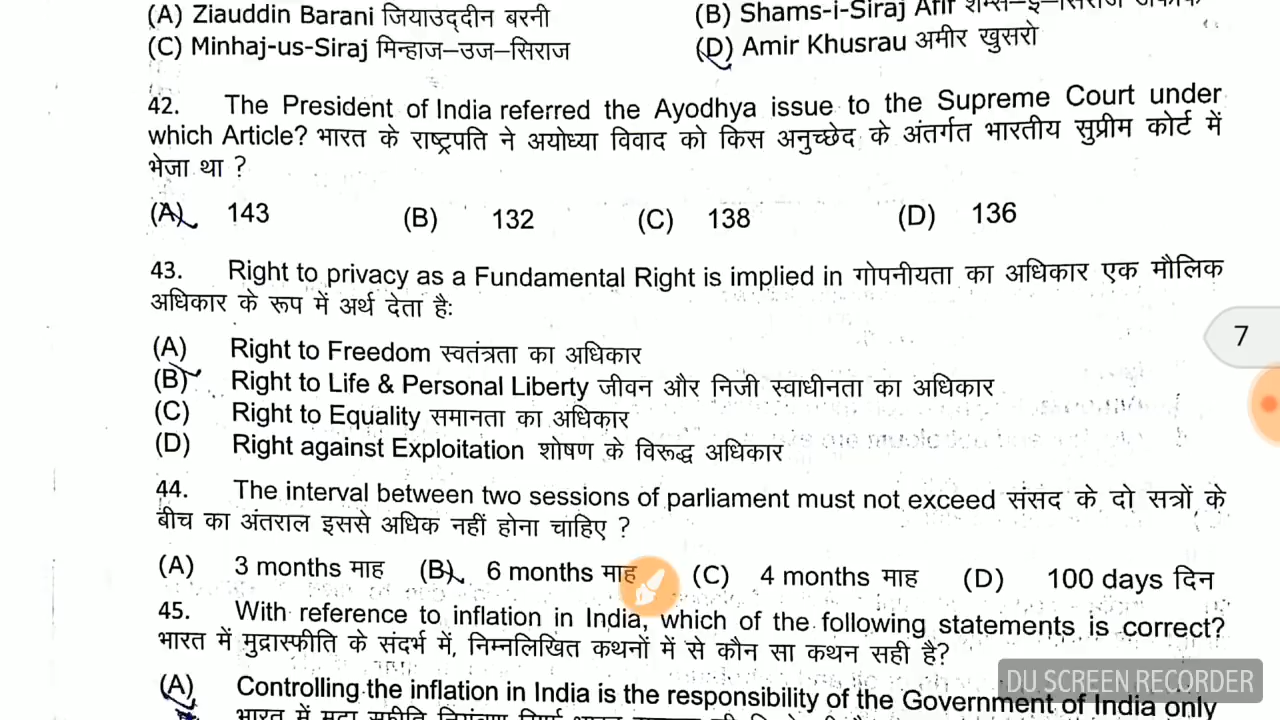 (A) Ziauddin Barani जियाउद्दीन बरनी (B) Shams-i-Siraj Afif शम्स–इ–सिराज
(C) Minhaj-us-Siraj मिन्हाज–उज–सिराज (D) Amir Khusrau अमीर खुसरो
42. The President of India referred the Ayodhya issue to the Supreme Court under
which Article? भारत के राष्ट्रपति ने अयोध्या विवाद को किस अनुच्छेद के अंतर्गत भारतीय सुप्रीम कोर्ट में
भेजा था ?
(A) 143 (B) 132 (C) 138 (D) 136
43. Right to privacy as a Fundamental Right is implied in गोपनीयता का अधिकार एक मौलिक
अधिकार के रूप में अर्थ देता है:
(A) Right to Freedom स्वतंत्रता का अधिकार
(B) Right to Life & Personal Liberty जीवन और निजी स्वाधीनता का अधिकार
(C) Right to Equality समानता का अधिकार
(D) Right against Exploitation शोषण के विरूद्ध अधिकार
7
44. The interval between two sessions of parliament must not exceed संसद के दो सत्रों के
बीच का अंतराल इससे अधिक नहीं होना चाहिए ?
(A) 3 months माह (B) 6 months माह (C) 4 months माह (D) 100 days दिन
45. With reference to inflation in India, which of the following statements is correct?
भारत में मुद्रास्फीति के संदर्भ में, निम्नलिखित कथनों में से कौन सा कथन सही है?
DU SCREEN RECORDER
(A) Controlling the inflation in India is the responsibility of the Government of India only
भारत में मुद्रा